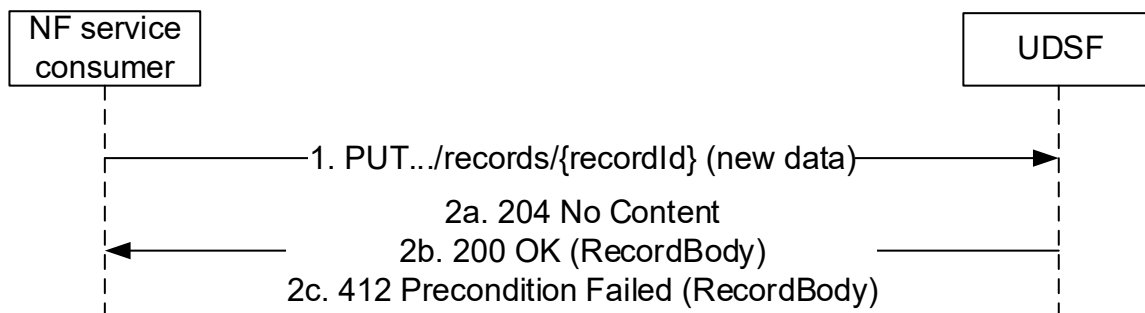 NF service
consumer
UDSF
1. PUT.../records/{recordId} (new data)
2a. 204 No Content
2b. 200 OK (RecordBody)
2c. 412 Precondition Failed (RecordBody)